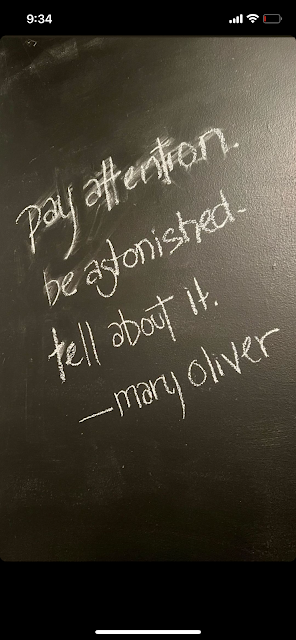 9:34
pay attention.
be astonished.
tell about it.
—mary oliver